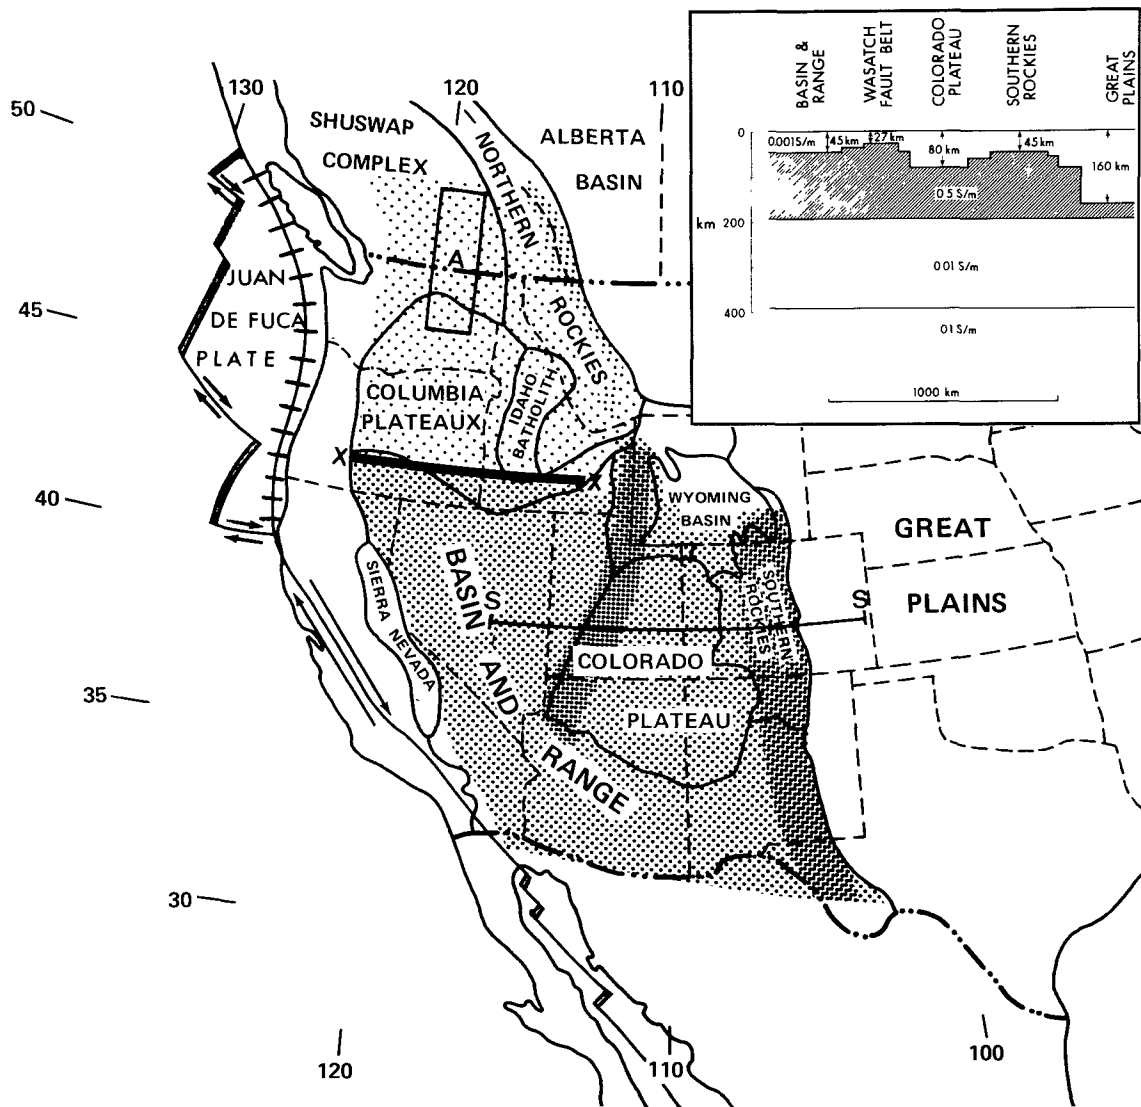 50
130
120
110
SHUSWAP
COMPLEX
NORTHERN
ROCKIES
ALBERTA
BASIN
A
45
JUAN
DE FUCA
PLATE
COLUMBIA
PLATEAUX
IDAHO
BATHOLITH
X
X
40
WYOMING
BASIN
GREAT
PLAINS
BASIN AND
RANGE
S'
S
SIERRA
NEVADA
SOUTHERN
ROCKIES
COLORADO
PLATEAU
35
30
120
110
100
BASIN &
RANGE
WASATCH
FAULT BELT
COLORADO
PLATEAU
SOUTHERN
ROCKIES
GREAT
PLAINS
0
0.001S/m
45 km
27 km
80 km
45 km
160 km
0.5 S/m
km
200
0.01 S/m
400
0.1 S/m
1000 km